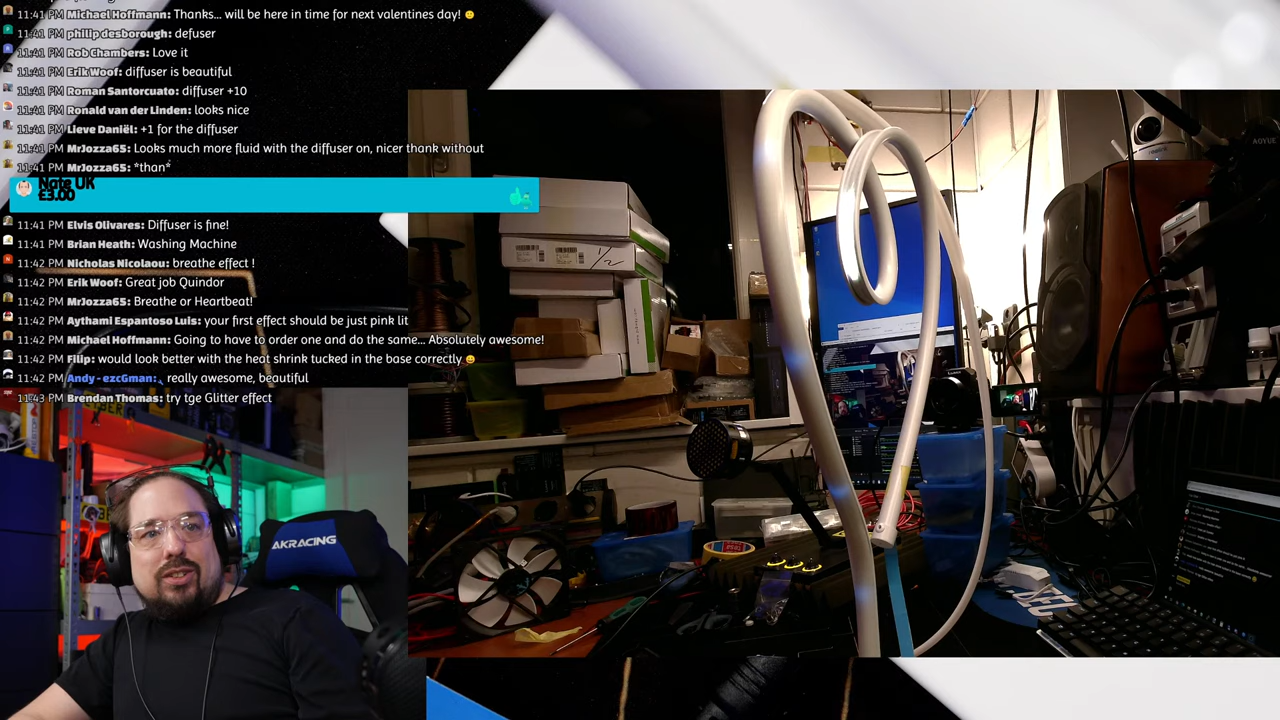 11:41 PM Michael Hoffmann: Thanks... will be here in time for next valentines day! 🙂
11:41 PM philip desborough: defuser
11:41 PM Rob Chambers: Love it
11:41 PM Erik Woof: diffuser is beautiful
11:41 PM Roman Santorcuato: diffuser +10
11:41 PM Ronald van der Linden: looks nice
11:41 PM Lieve Daniël: +1 for the diffuser
11:41 PM MrJozza65: Looks much more fluid with the diffuser on, nicer thank without
11:41 PM MrJozza65: *than*
Nate UK
£3.00
11:41 PM Elvis Olivares: Diffuser is fine!
11:41 PM Brian Heath: Washing Machine
11:42 PM Nicholas Nicolaou: breathe effect !
11:42 PM Erik Woof: Great job Quindor
11:42 PM MrJozza65: Breathe or Heartbeat!
11:42 PM Aythami Espantoso Luis: your first effect should be just pink lit
11:42 PM Michael Hoffmann: Going to have to order one and do the same... Absolutely awesome!
11:42 PM Filip: would look better with the heat shrink tucked in the base correctly 😀
11:42 PM Andy - ezcGman: really awesome, beautiful
11:43 PM Brendan Thomas: try tge Glitter effect
AKRACING
1/2
AOYUE